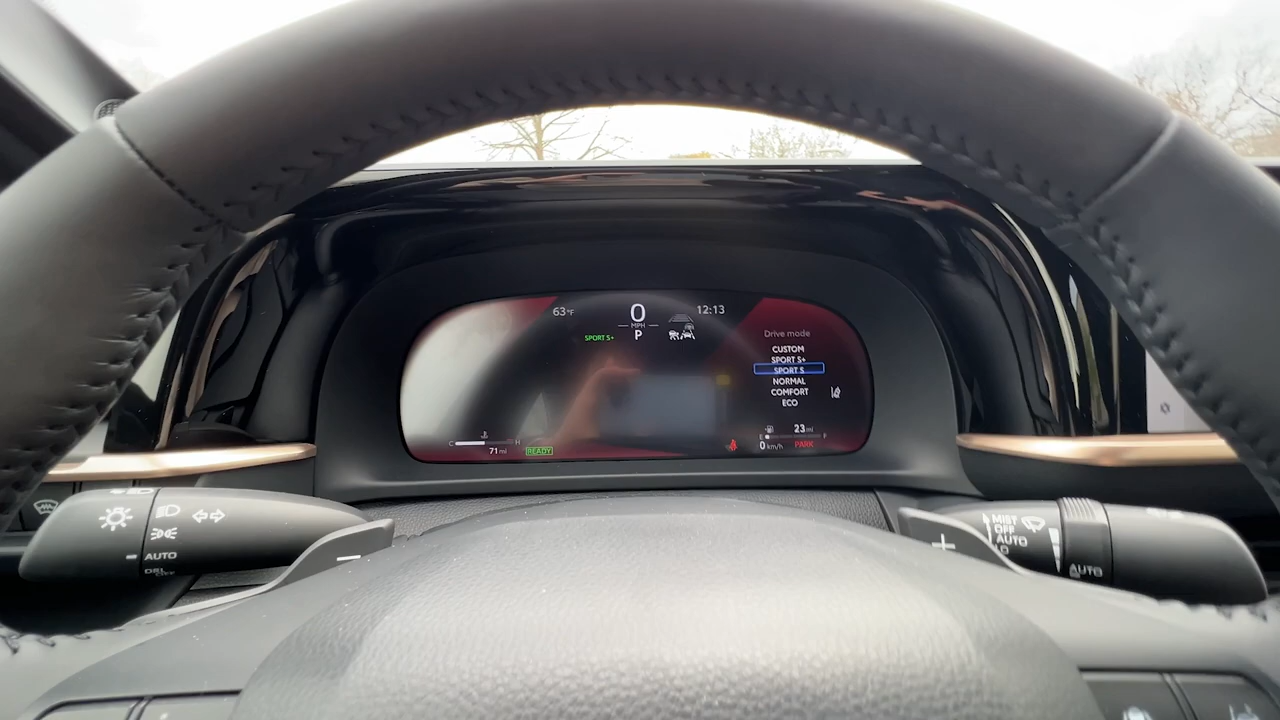 63°F
0
12:13
MPH
SPORT S+
P
Drive mode
CUSTOM
SPORT S+
SPORT S
NORMAL
COMFORT
ECO
C H
71 mi
READY
23 mi
E F
0 km/h
PARK
AUTO
MIST
OFF
AUTO
LO
AUTO